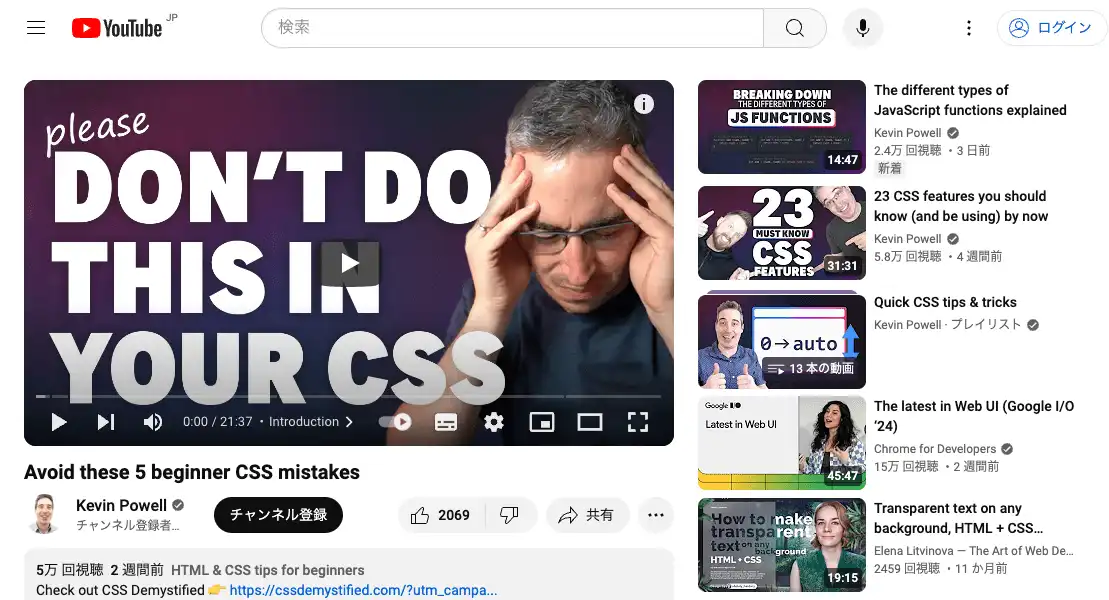 YouTube JP
検索
ログイン
please
DON'T DO
THIS IN
YOUR CSS
0:00 / 21:37 • Introduction
Avoid these 5 beginner CSS mistakes
Kevin Powell
チャンネル登録者...
チャンネル登録
2069
共有
5万 回視聴 2 週間前 HTML & CSS tips for beginners
Check out CSS Demystified 👉 https://cssdemystified.com/?utm_campa...
BREAKING DOWN
THE DIFFERENT TYPES OF
JS FUNCTIONS
14:47
The different types of
JavaScript functions explained
Kevin Powell
2.4万 回視聴 • 3 日前
新着
23
MUST KNOW
CSS
FEATURES
31:31
23 CSS features you should
know (and be using) by now
Kevin Powell
5.8万 回視聴 • 4 週間前
0→auto
13 本の動画
Quick CSS tips & tricks
Kevin Powell · プレイリスト
Google I/O
Latest in Web UI
45:47
The latest in Web UI (Google I/O
'24)
Chrome for Developers
15万 回視聴 • 2 週間前
How to make
transparent
text on any
background
HTML + CSS
19:15
Transparent text on any
background, HTML + CSS...
Elena Litvinova — The Art of Web De...
2459 回視聴 • 11 か月前